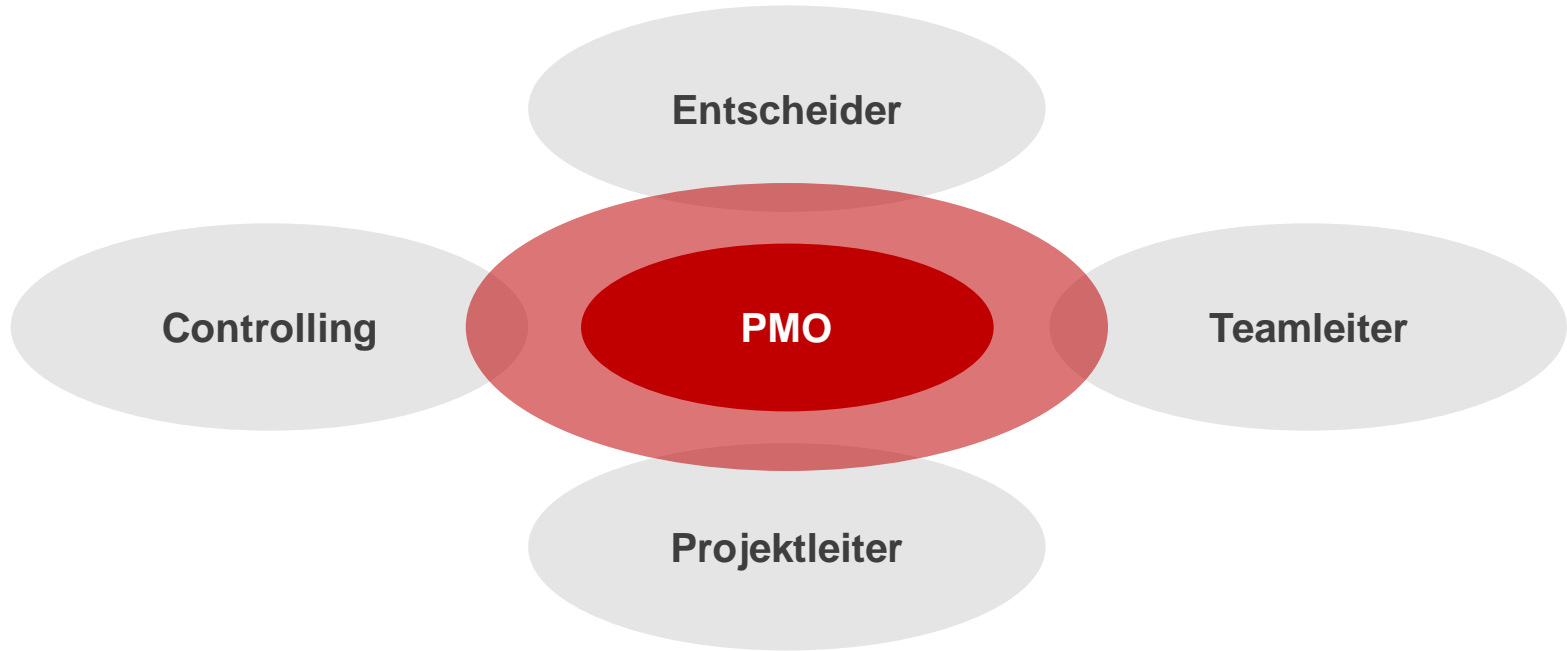 Entscheider
Controlling
PMO
Teamleiter
Projektleiter